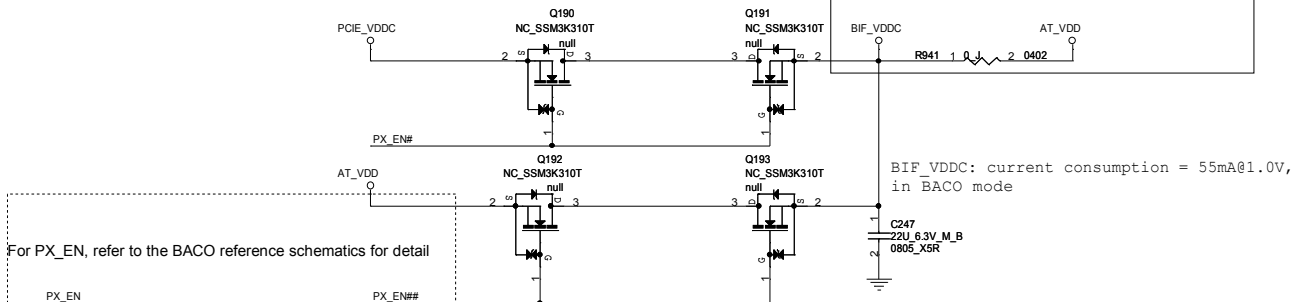 Q190 Q191
NC_SSM3K310T NC_SSM3K310T
PCIE_VDDC null null BIF_VDDC AT_VDD
2 S D 3 3 D S 2 R941 1 0_J 2 0402
G G
1 1
PX_EN#
Q192 Q193
AT_VDD NC_SSM3K310T NC_SSM3K310T
null null
BIF_VDDC: current consumption = 55mA@1.0V,
in BACO mode
2 S D 3 3 D S 2
1
C247
22U_6.3V_M_B
0805_X5R
2
For PX_EN, refer to the BACO reference schematics for detail
G G
1 1
PX_EN PX_EN##